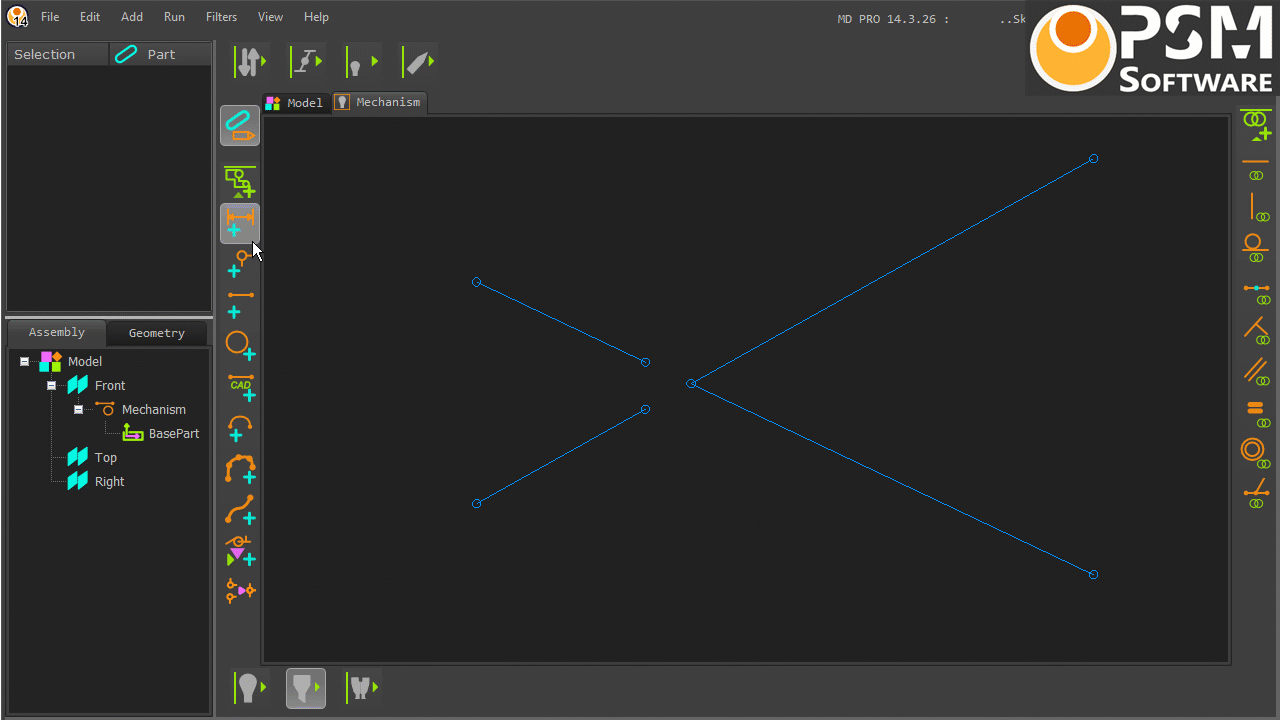 File Edit Add Run Filters View Help
MD PRO 14.3.26 : ..Sk
PSM
SOFTWARE
14
Selection Part
Model Mechanism
CAD
Assembly Geometry
Model
Front
Mechanism
BasePart
Top
Right